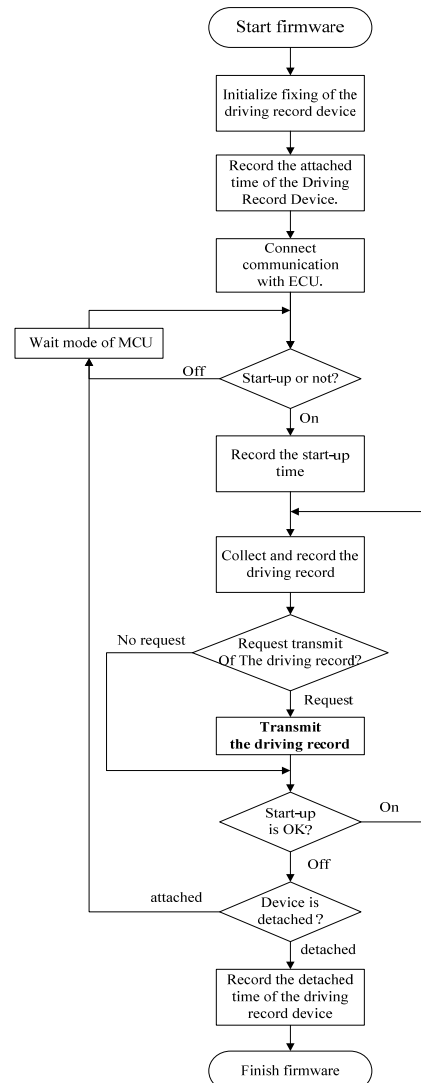 Start firmware
Initialize fixing of the
driving record device
Record the attached
time of the Driving
Record Device.
Connect
communication
with ECU.
Wait mode of MCU
Off
Start-up or not?
On
Record the start-up
time
Collect and record the
driving record
No request
Request transmit
Of The driving record?
Request
Transmit
the driving record
Start-up
is OK?
On
Off
attached
Device is
detached ?
detached
Record the detached
time of the driving
record device
Finish firmware